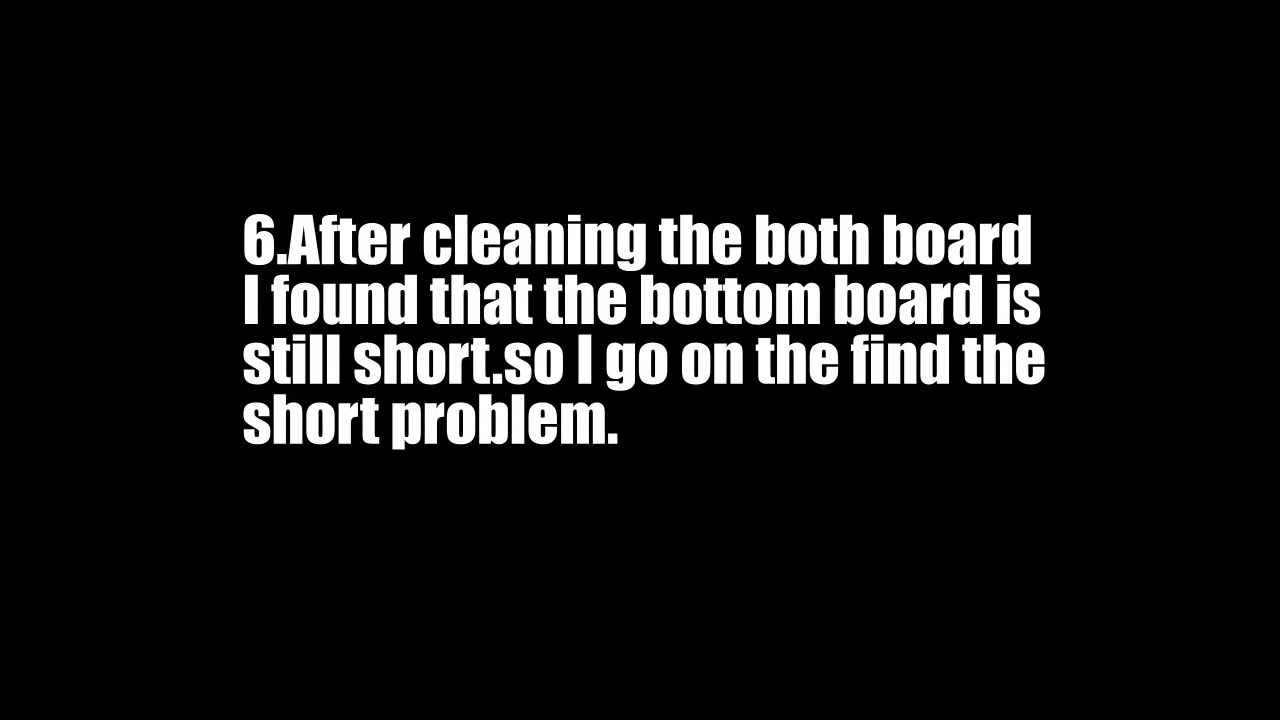 6.After cleaning the both board
I found that the bottom board is
still short.so I go on the find the
short problem.